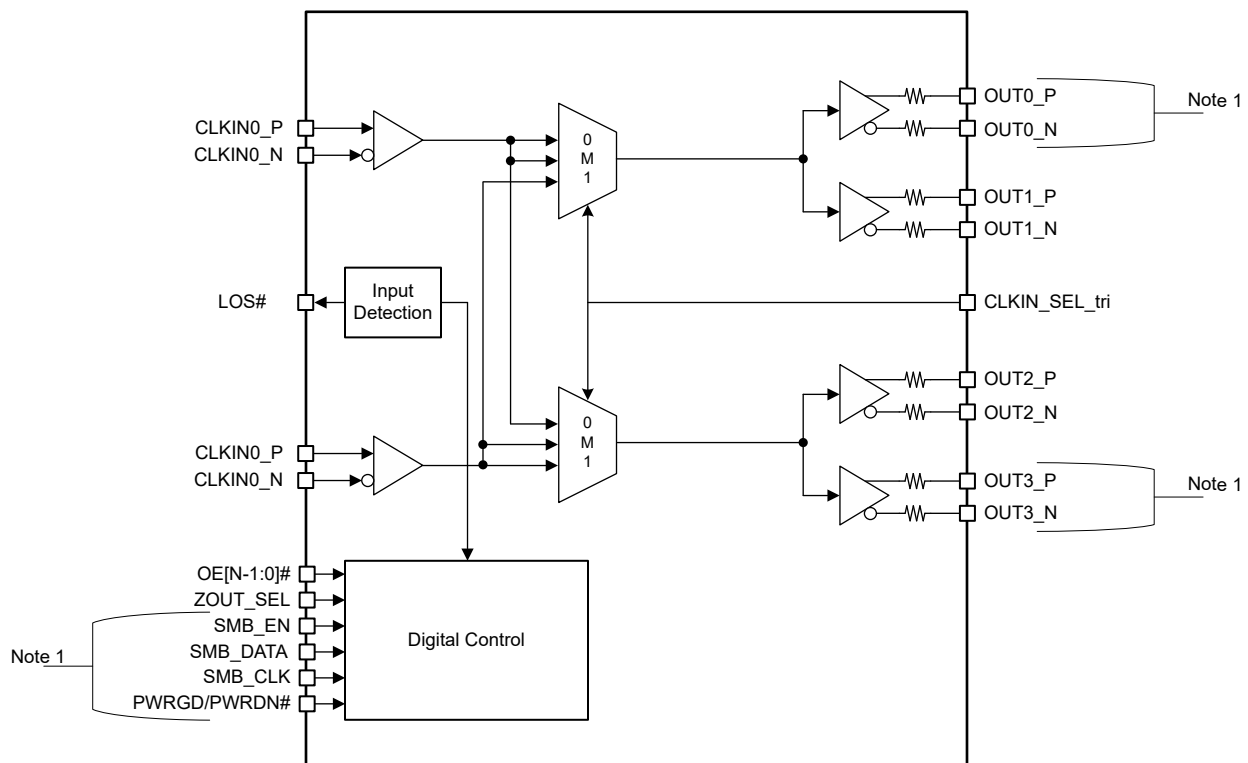 CLKIN0_P
CLKIN0_N
LOS#
Input
Detection
CLKIN0_P
CLKIN0_N
OE[N-1:0]#
ZOUT_SEL
SMB_EN
SMB_DATA
SMB_CLK
PWRGD/PWRDN#
Note 1
Digital Control
0
M
1
0
M
1
OUT0_P
OUT0_N
Note 1
OUT1_P
OUT1_N
CLKIN_SEL_tri
OUT2_P
OUT2_N
OUT3_P
OUT3_N
Note 1